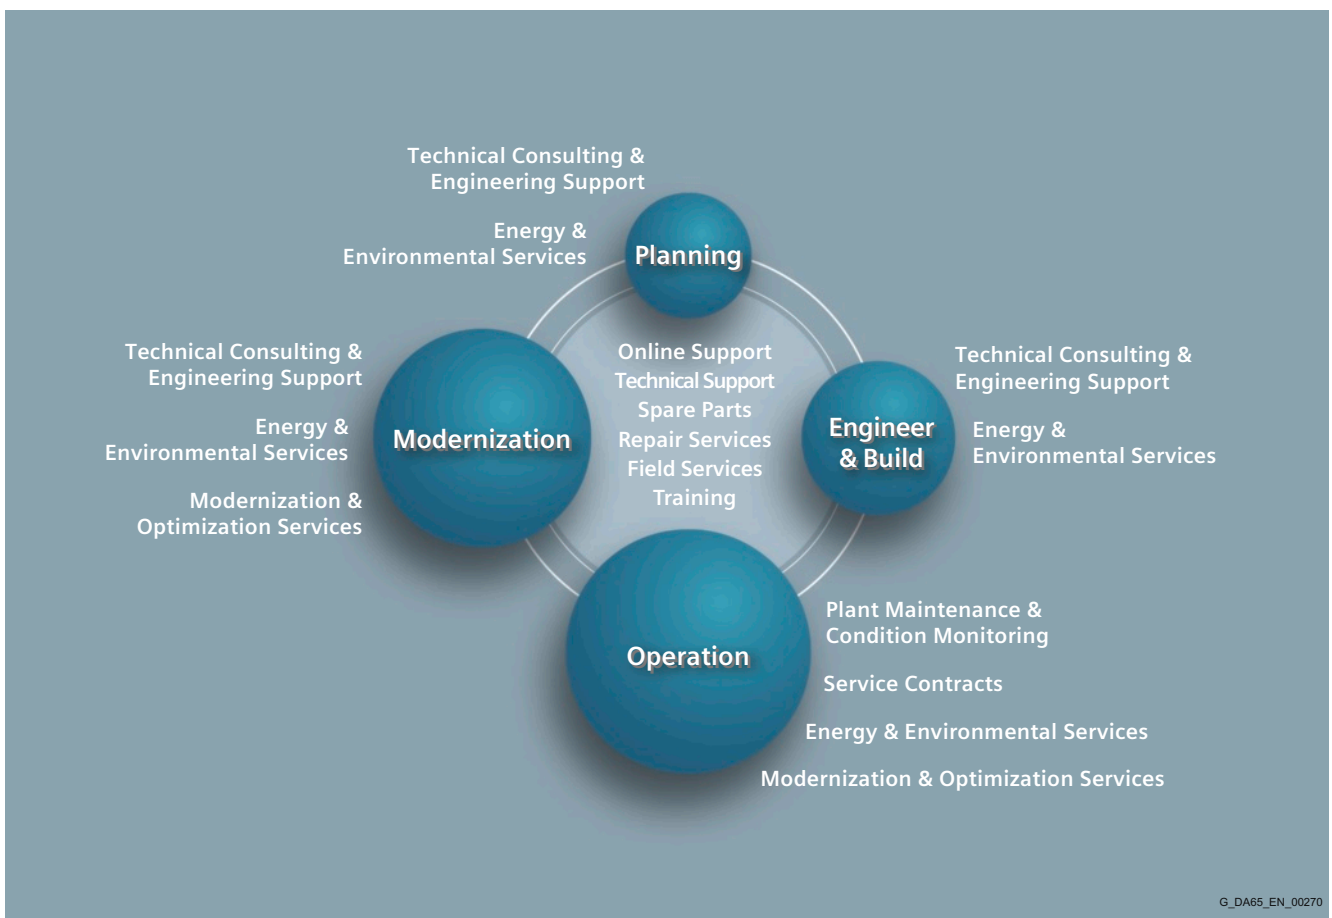 Technical Consulting &
Engineering Support
Energy &
Environmental Services
Planning
Technical Consulting &
Engineering Support
Energy &
Environmental Services
Modernization &
Optimization Services
Modernization
Online Support
Technical Support
Spare Parts
Repair Services
Field Services
Training
Engineer
& Build
Technical Consulting &
Engineering Support
Energy &
Environmental Services
Operation
Plant Maintenance &
Condition Monitoring
Service Contracts
Energy & Environmental Services
Modernization & Optimization Services
G_DA65_EN_00270